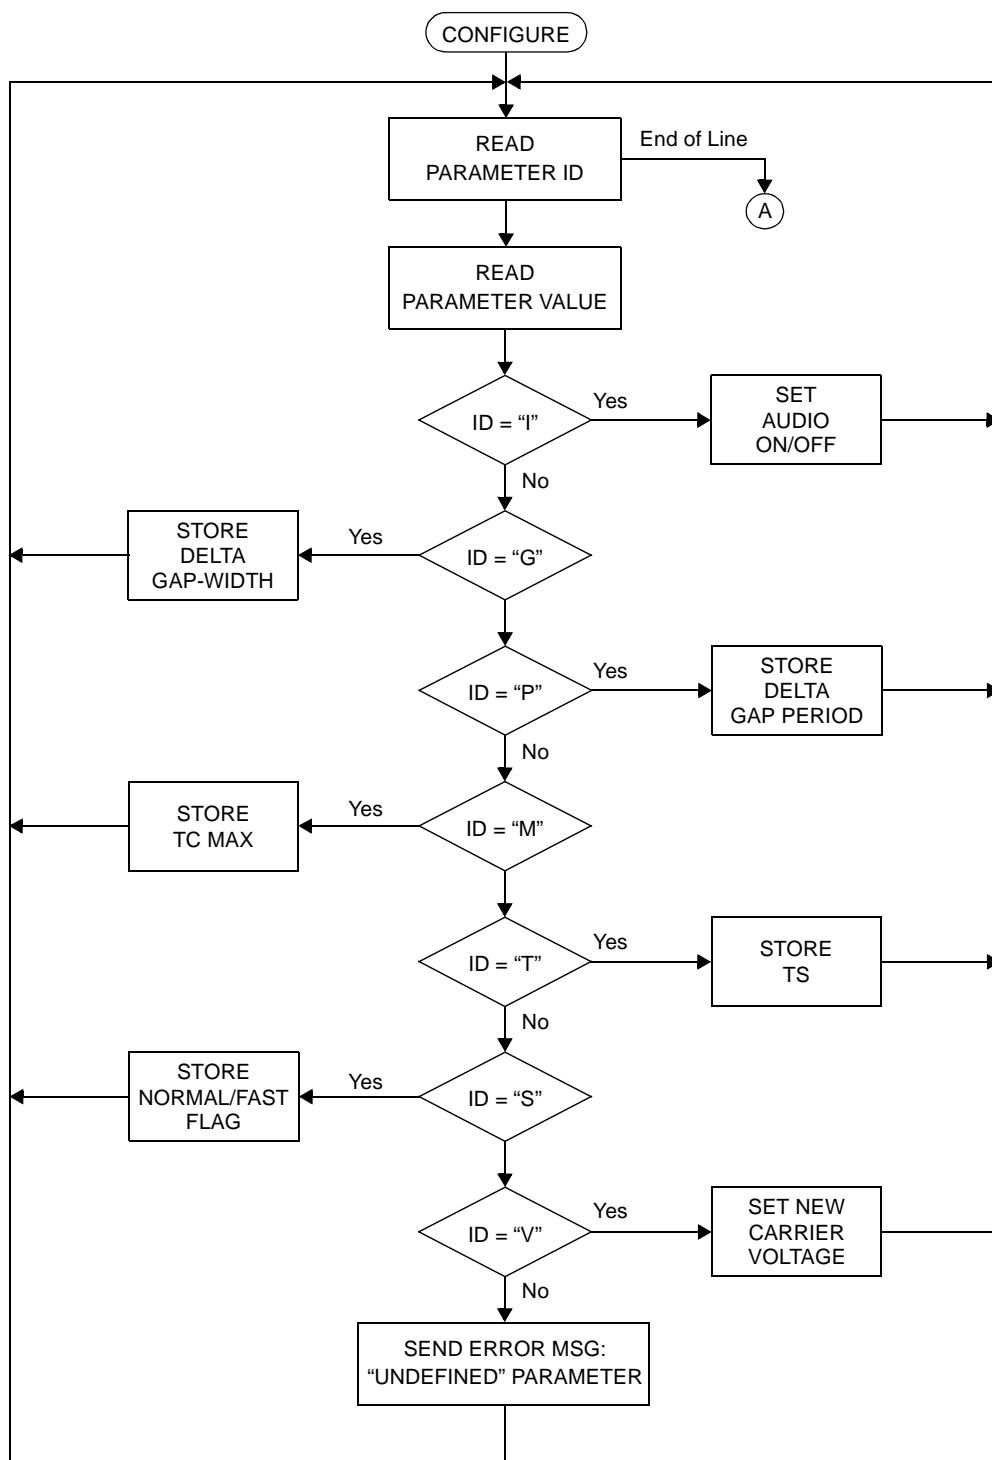 CONFIGURE
READ
PARAMETER ID
End of Line
A
READ
PARAMETER VALUE
ID = “I”
Yes
SET
AUDIO
ON/OFF
No
STORE
DELTA
GAP-WIDTH
Yes
ID = “G”
ID = “P”
Yes
STORE
DELTA
GAP PERIOD
No
STORE
TC MAX
Yes
ID = “M”
ID = “T”
Yes
STORE
TS
No
STORE
NORMAL/FAST
FLAG
Yes
ID = “S”
ID = “V”
Yes
SET NEW
CARRIER
VOLTAGE
No
SEND ERROR MSG:
“UNDEFINED” PARAMETER